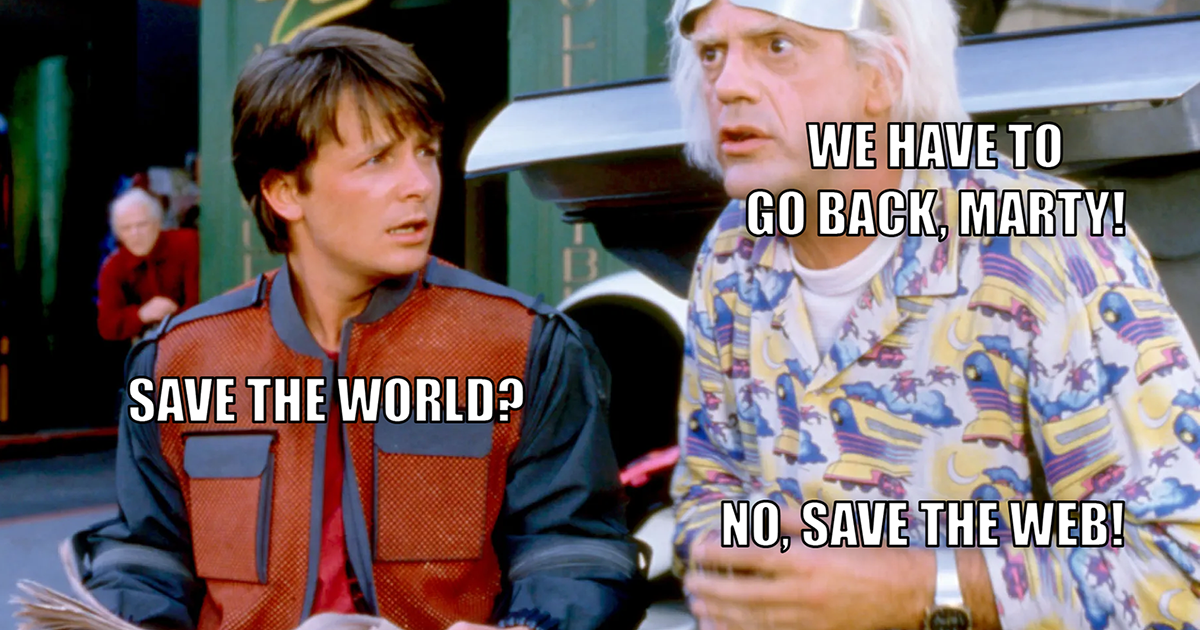 WE HAVE TO
GO BACK, MARTY!
SAVE THE WORLD?
NO, SAVE THE WEB!